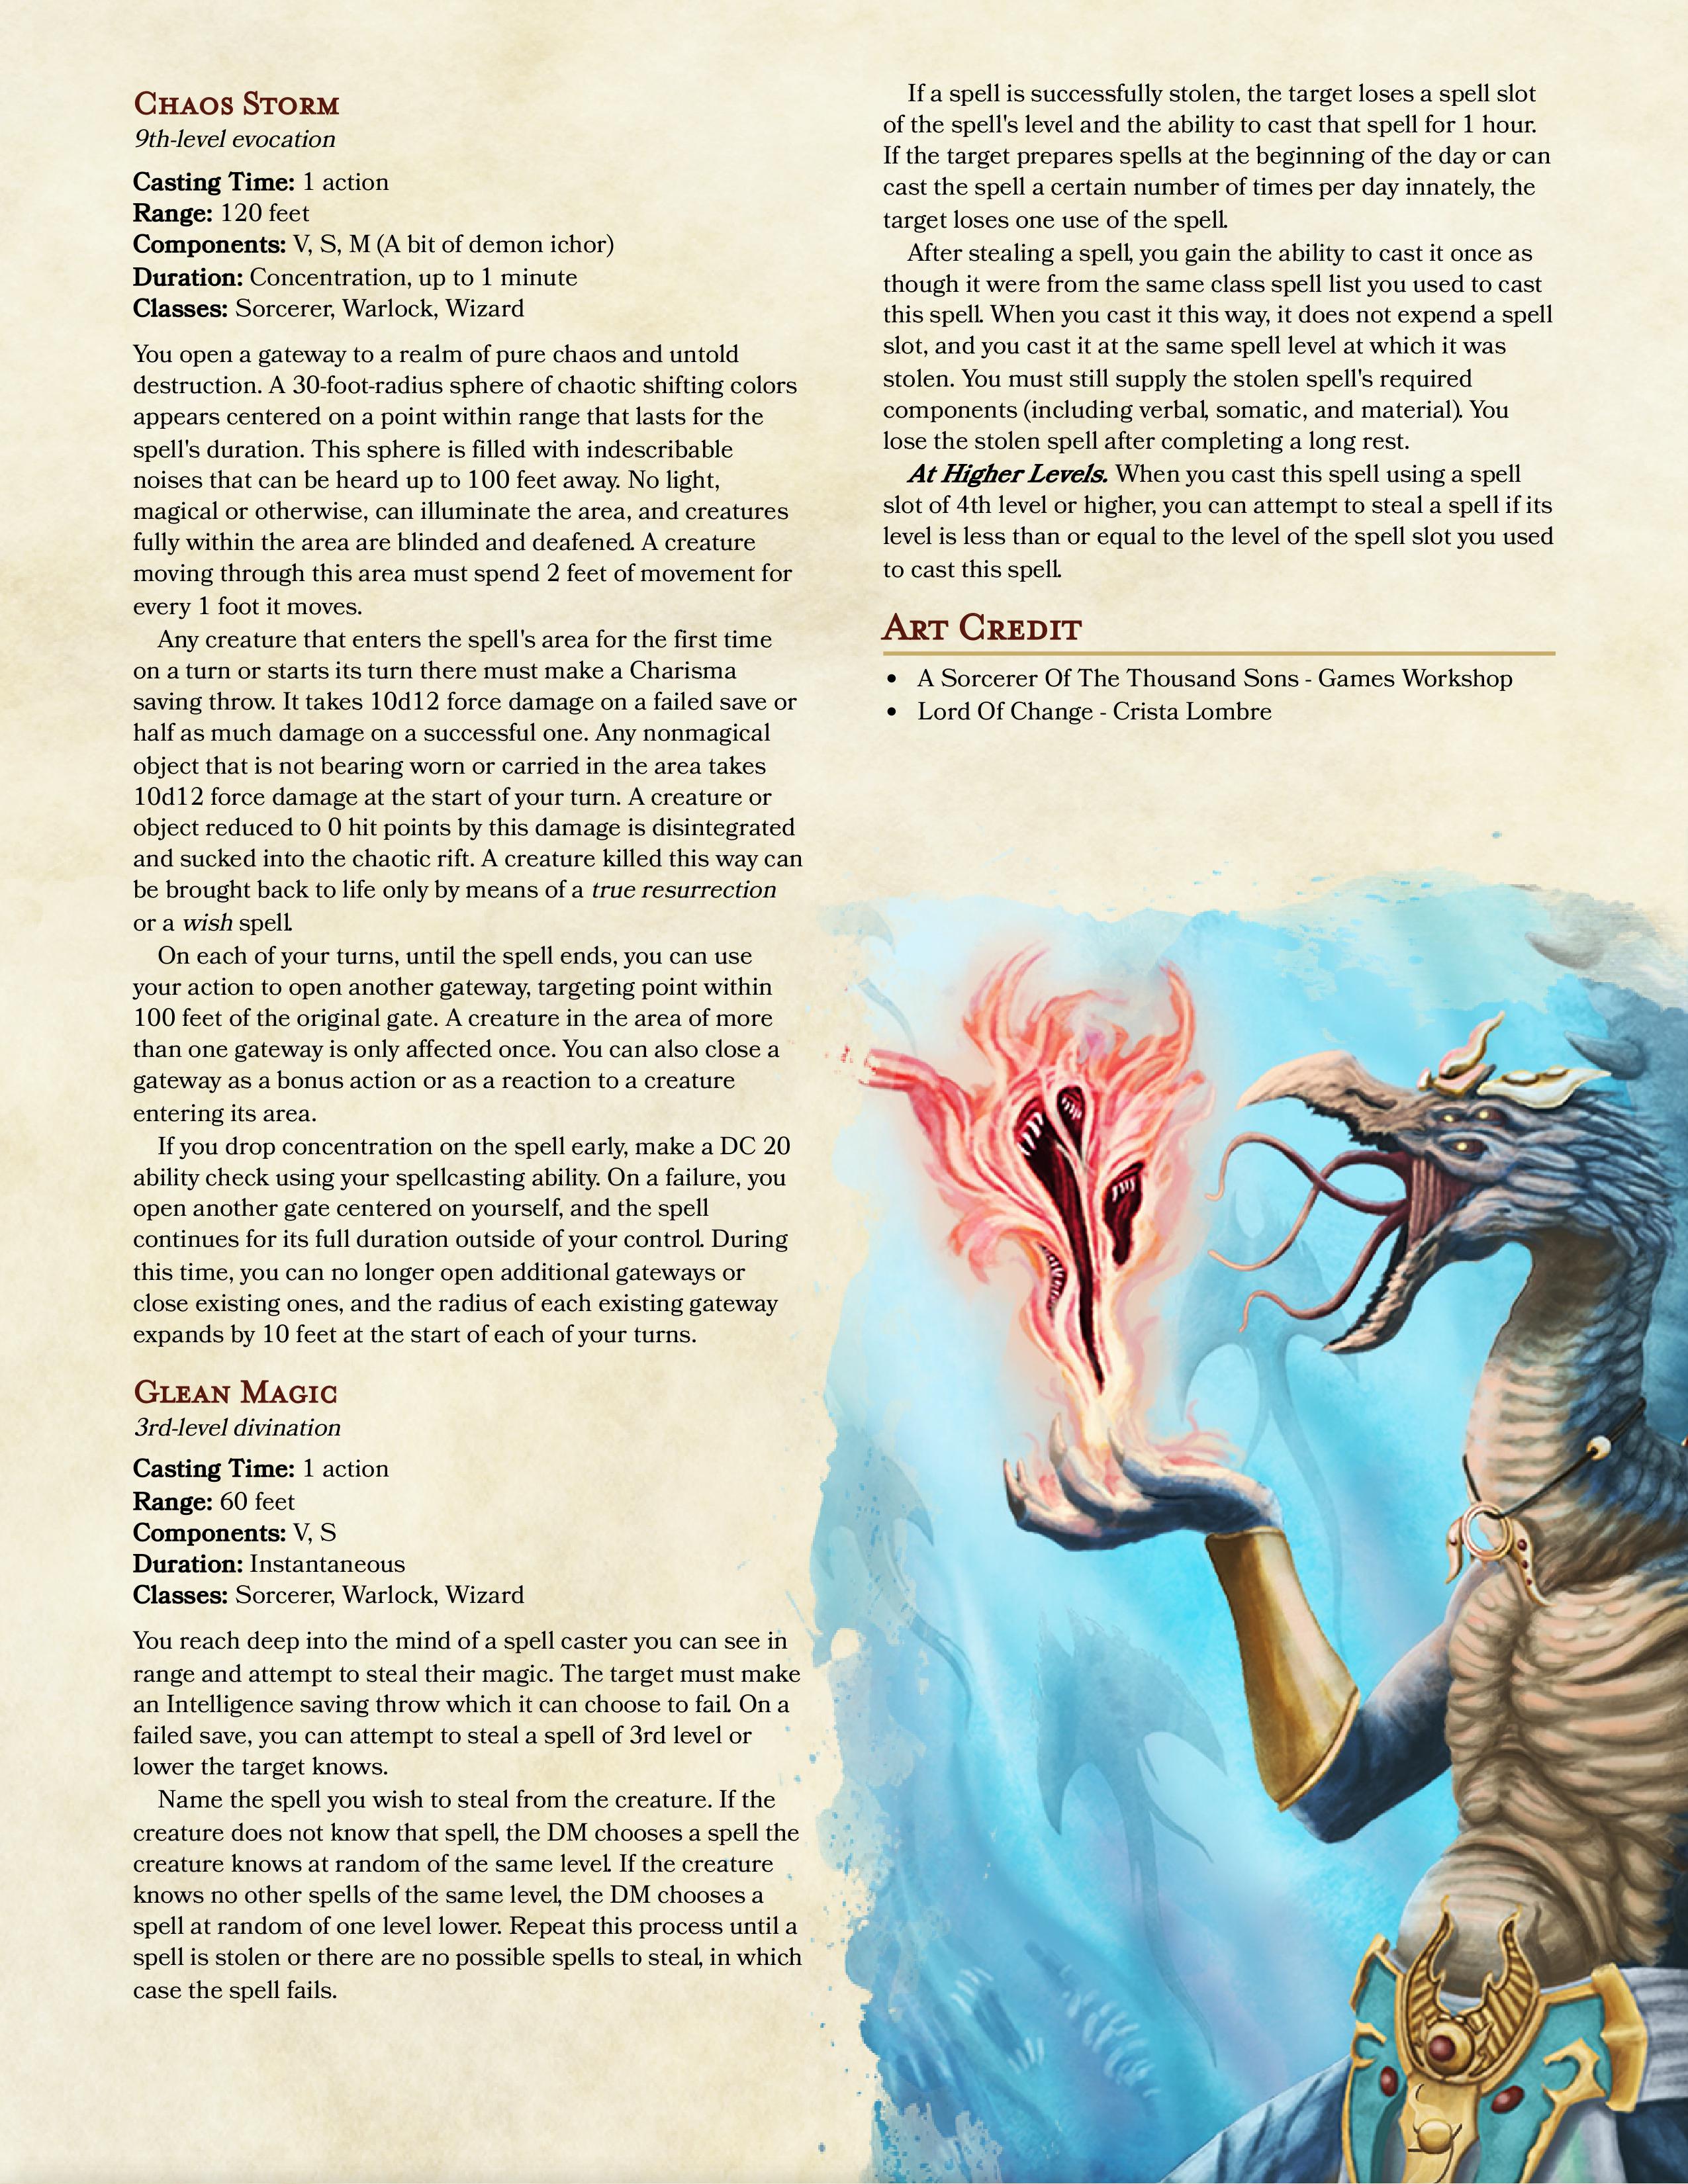 Chaos Storm
9th-level evocation
Casting Time: 1 action
Range: 120 feet
Components: V, S, M (A bit of demon ichor)
Duration: Concentration, up to 1 minute
Classes: Sorcerer, Warlock, Wizard
You open a gateway to a realm of pure chaos and untold
destruction. A 30-foot-radius sphere of chaotic shifting colors
appears centered on a point within range that lasts for the
spell's duration. This sphere is filled with indescribable
noises that can be heard up to 100 feet away. No light,
magical or otherwise, can illuminate the area, and creatures
fully within the area are blinded and deafened. A creature
moving through this area must spend 2 feet of movement for
every 1 foot it moves.
Any creature that enters the spell's area for the first time
on a turn or starts its turn there must make a Charisma
saving throw. It takes 10d12 force damage on a failed save or
half as much damage on a successful one. Any nonmagical
object that is not bearing worn or carried in the area takes
10d12 force damage at the start of your turn. A creature or
object reduced to 0 hit points by this damage is disintegrated
and sucked into the chaotic rift. A creature killed this way can
be brought back to life only by means of a true resurrection
or a wish spell.
On each of your turns, until the spell ends, you can use
your action to open another gateway, targeting point within
100 feet of the original gate. A creature in the area of more
than one gateway is only affected once. You can also close a
gateway as a bonus action or as a reaction to a creature
entering its area.
If you drop concentration on the spell early, make a DC 20
ability check using your spellcasting ability. On a failure, you
open another gate centered on yourself, and the spell
continues for its full duration outside of your control. During
this time, you can no longer open additional gateways or
close existing ones, and the radius of each existing gateway
expands by 10 feet at the start of each of your turns.
Glean Magic
3rd-level divination
Casting Time: 1 action
Range: 60 feet
Components: V, S
Duration: Instantaneous
Classes: Sorcerer, Warlock, Wizard
You reach deep into the mind of a spell caster you can see in
range and attempt to steal their magic. The target must make
an Intelligence saving throw which it can choose to fail. On a
failed save, you can attempt to steal a spell of 3rd level or
lower the target knows.
Name the spell you wish to steal from the creature. If the
creature does not know that spell, the DM chooses a spell the
creature knows at random of the same level. If the creature
knows no other spells of the same level, the DM chooses a
spell at random of one level lower. Repeat this process until a
spell is stolen or there are no possible spells to steal, in which
case the spell fails.
If a spell is successfully stolen, the target loses a spell slot
of the spell's level and the ability to cast that spell for 1 hour.
If the target prepares spells at the beginning of the day or can
cast the spell a certain number of times per day innately, the
target loses one use of the spell.
After stealing a spell, you gain the ability to cast it once as
though it were from the same class spell list you used to cast
this spell. When you cast it this way, it does not expend a spell
slot, and you cast it at the same spell level at which it was
stolen. You must still supply the stolen spell's required
components (including verbal, somatic, and material). You
lose the stolen spell after completing a long rest.
At Higher Levels. When you cast this spell using a spell
slot of 4th level or higher, you can attempt to steal a spell if its
level is less than or equal to the level of the spell slot you used
to cast this spell.
Art Credit
• A Sorcerer Of The Thousand Sons - Games Workshop
• Lord Of Change - Crista Lombre